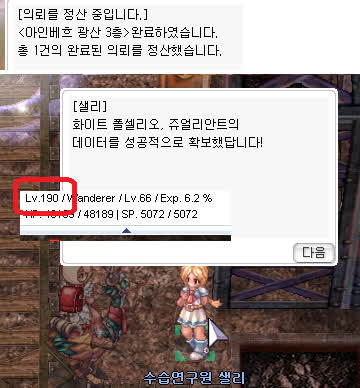 [의뢰를 정산 중입니다.]
<아인베흐 광산 3층>완료하였습니다.
총 1건의 완료된 의뢰를 정산했습니다.
[샐리]
화이트 폴셀리오, 쥬얼리안트의
데이터를 성공적으로 확보했답니다!
Lv.190 / Wanderer / Lv.66 / Exp. 6.2 %
/ 48189 | SP. 5072 / 5072
다음
수습연구원 샐리